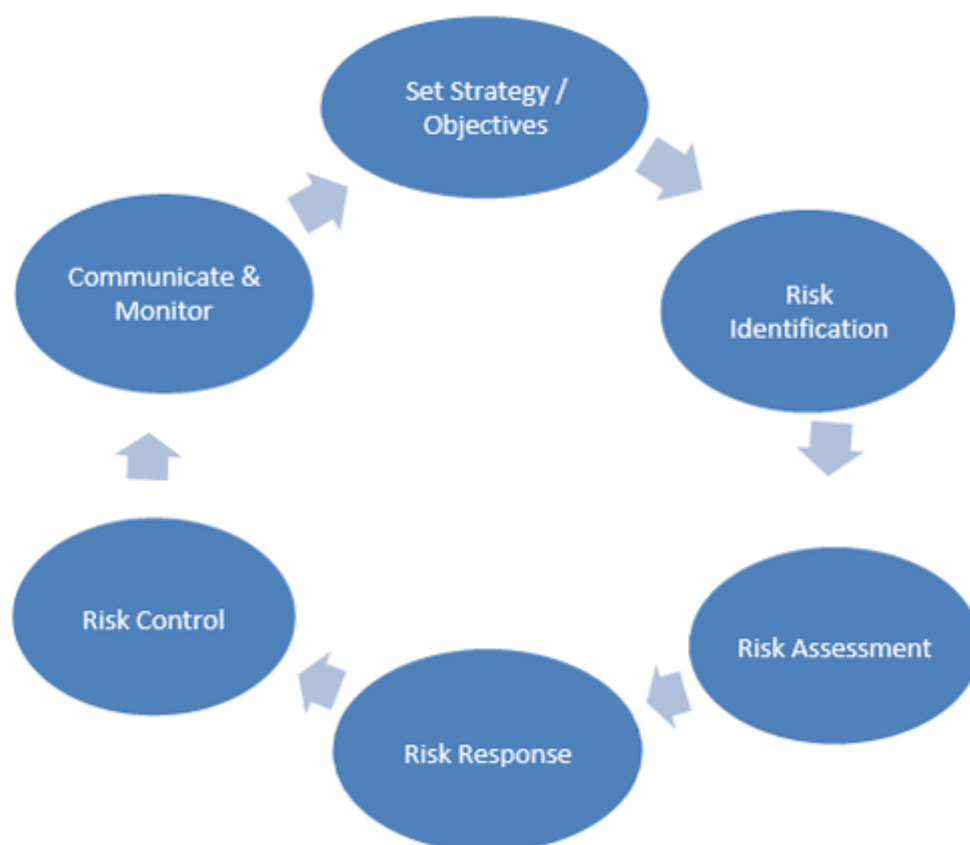 Set Strategy /
Objectives
Risk
Identification
Risk Assessment
Risk Response
Risk Control
Communicate &
Monitor